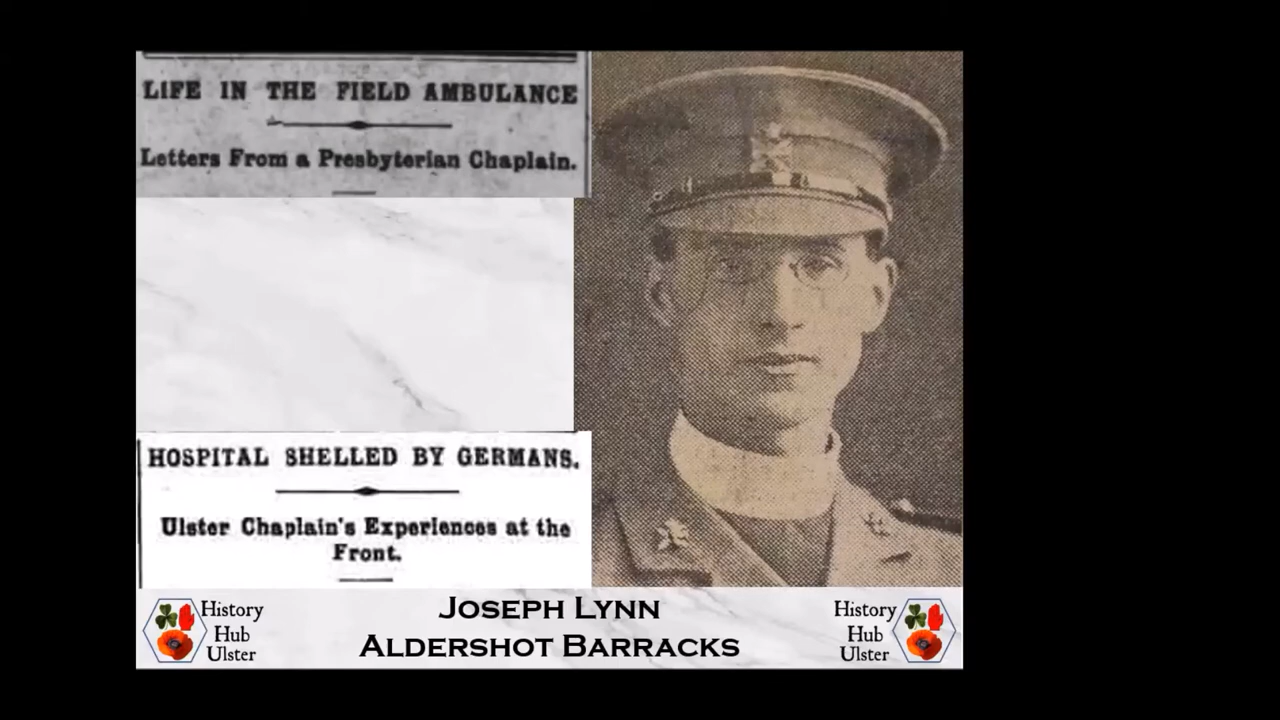 LIFE IN THE FIELD AMBULANCE
Letters From a Presbyterian Chaplain.
HOSPITAL SHELLED BY GERMANS.
Ulster Chaplain's Experiences at the
Front.
History
Hub
Ulster
JOSEPH LYNN
ALDERSHOT BARRACKS
History
Hub
Ulster